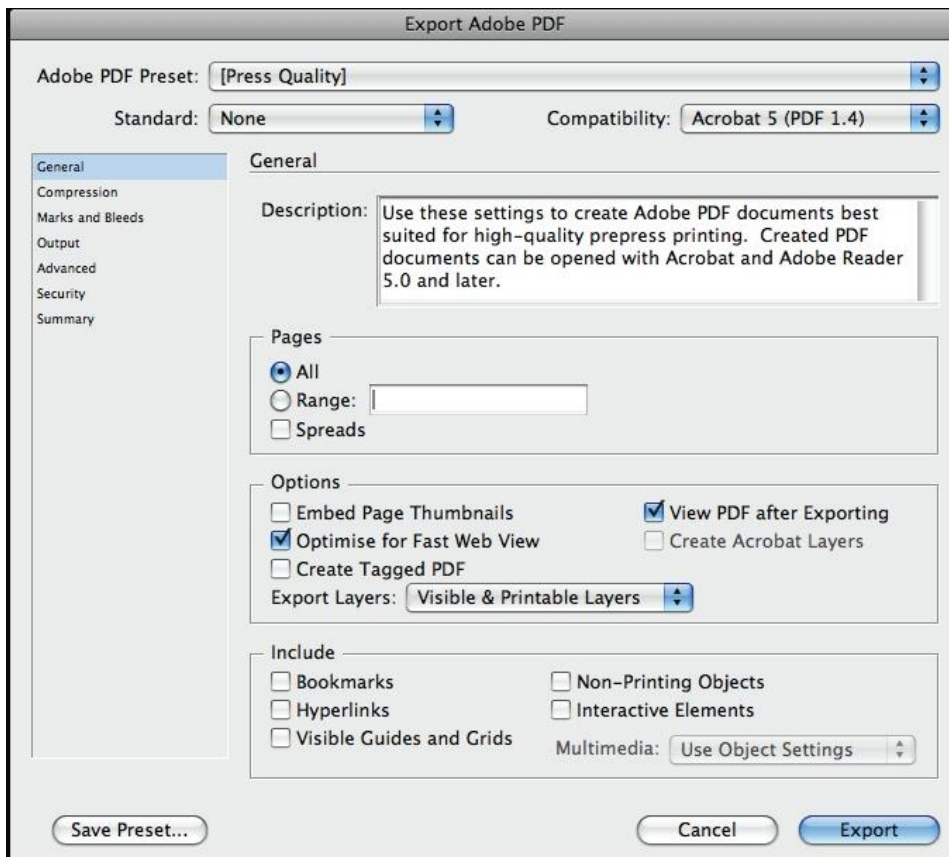 Export Adobe PDF
Adobe PDF Preset: [Press Quality]
Standard: None Compatibility: Acrobat 5 (PDF 1.4)
General
Compression
Marks and Bleeds
Output
Advanced
Security
Summary
General
Description: Use these settings to create Adobe PDF documents best
suited for high-quality prepress printing. Created PDF
documents can be opened with Acrobat and Adobe Reader
5.0 and later.
Pages
All
Range:
Spreads
Options
Embed Page Thumbnails View PDF after Exporting
Optimise for Fast Web View Create Acrobat Layers
Create Tagged PDF
Export Layers: Visible & Printable Layers
Include
Bookmarks Non-Printing Objects
Hyperlinks Interactive Elements
Visible Guides and Grids Multimedia: Use Object Settings
Save Preset... Cancel Export